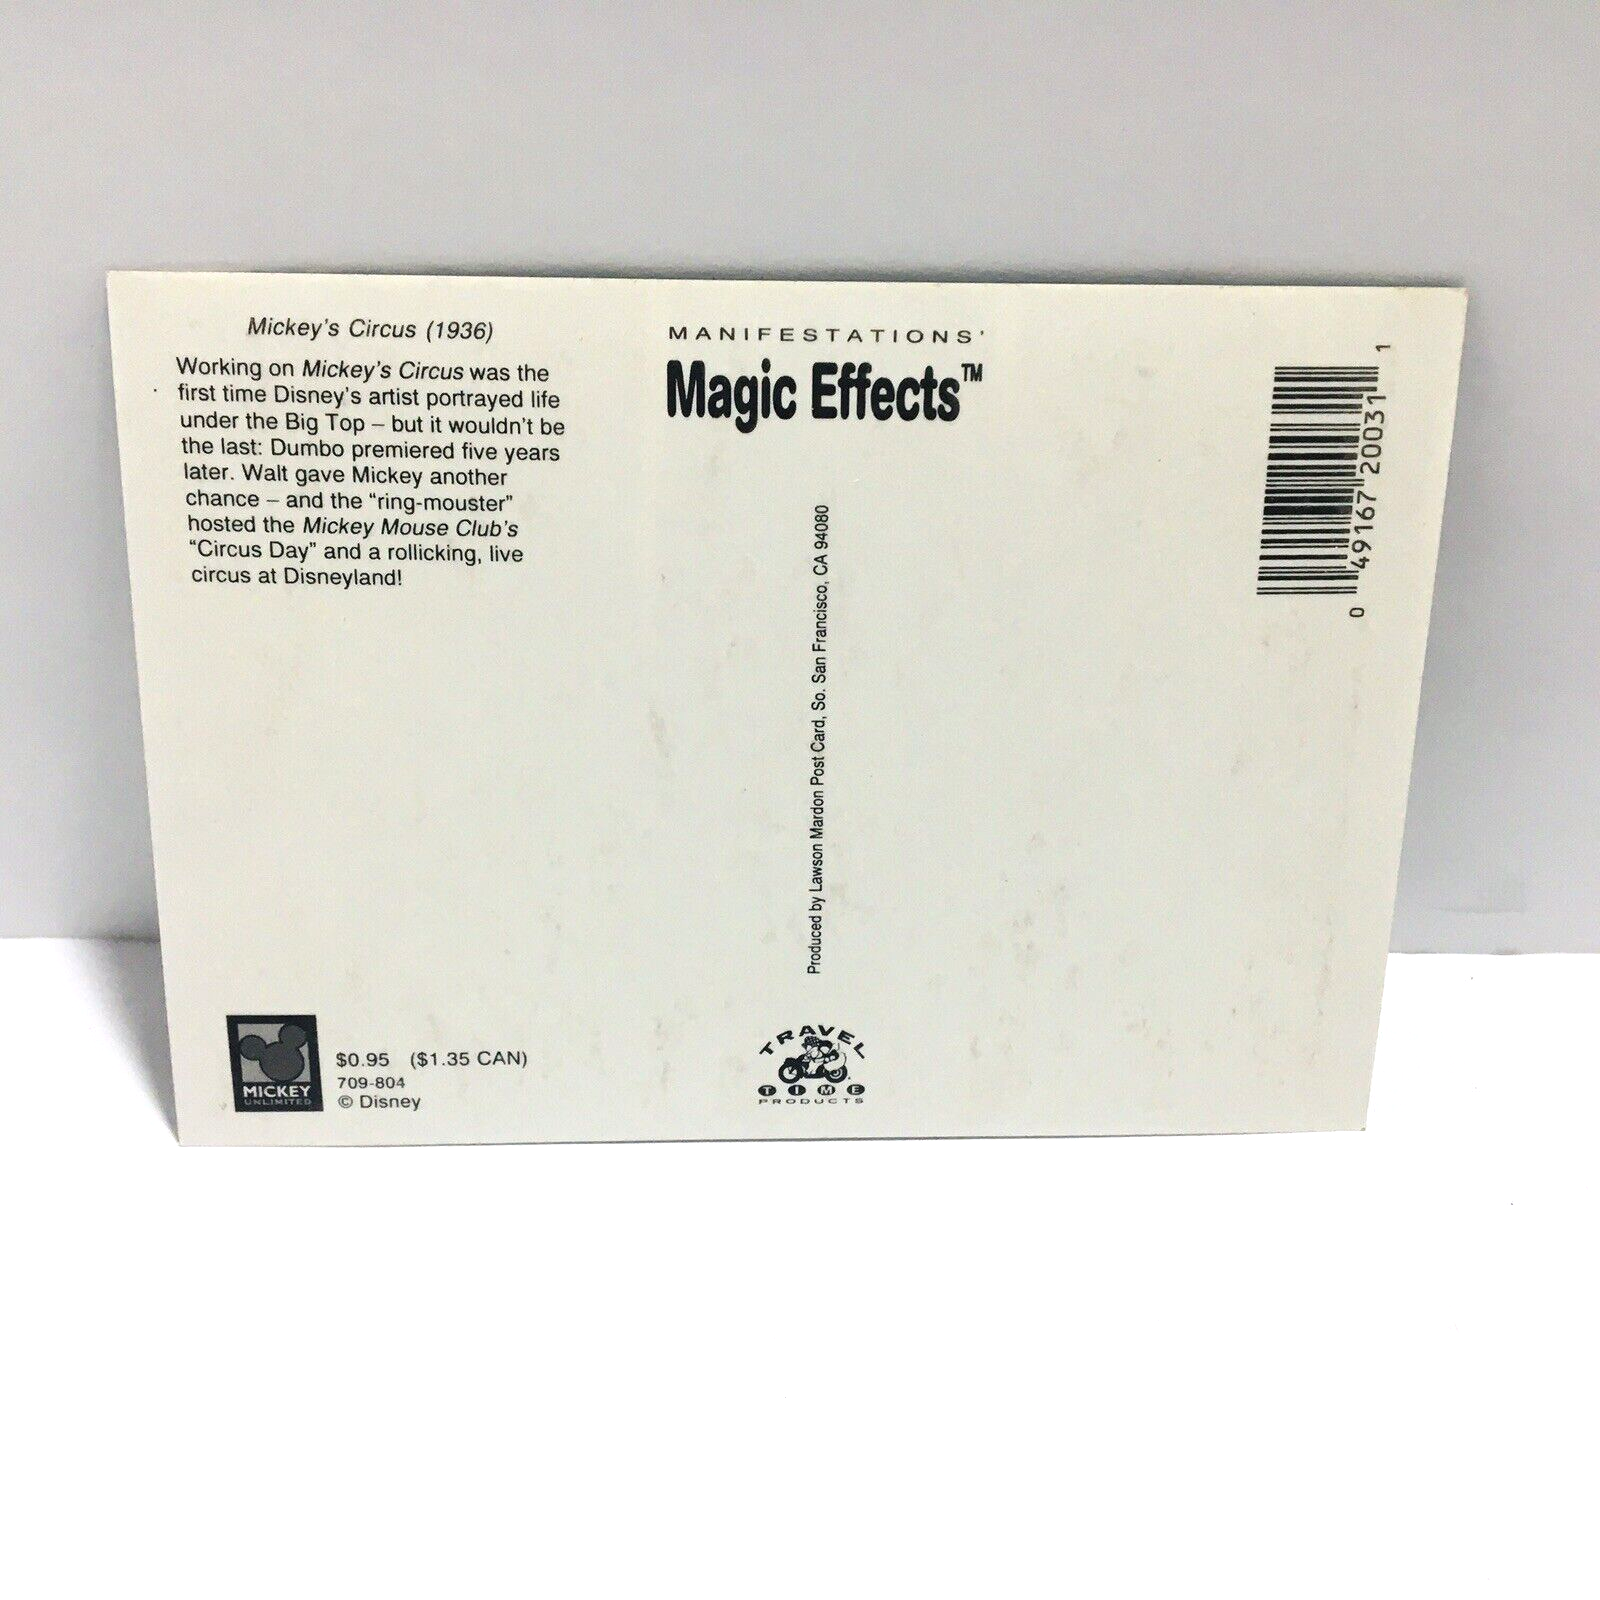 Mickey's Circus (1936)
Working on Mickey's Circus was the
first time Disney's artist portrayed life
under the Big Top – but it wouldn't be
the last: Dumbo premiered five years
later. Walt gave Mickey another
chance – and the "ring-mouster"
hosted the Mickey Mouse Club's
"Circus Day" and a rollicking, live
circus at Disneyland!
MICKEY
UNLIMITED
$0.95 ($1.35 CAN)
709-804
© Disney
MANIFESTATIONS'
Magic Effects™
Produced by Lawson Mardon Post Card, So. San Francisco, CA 94080
TRAVEL
TIME
PRODUCTS
0 49167 20031 1